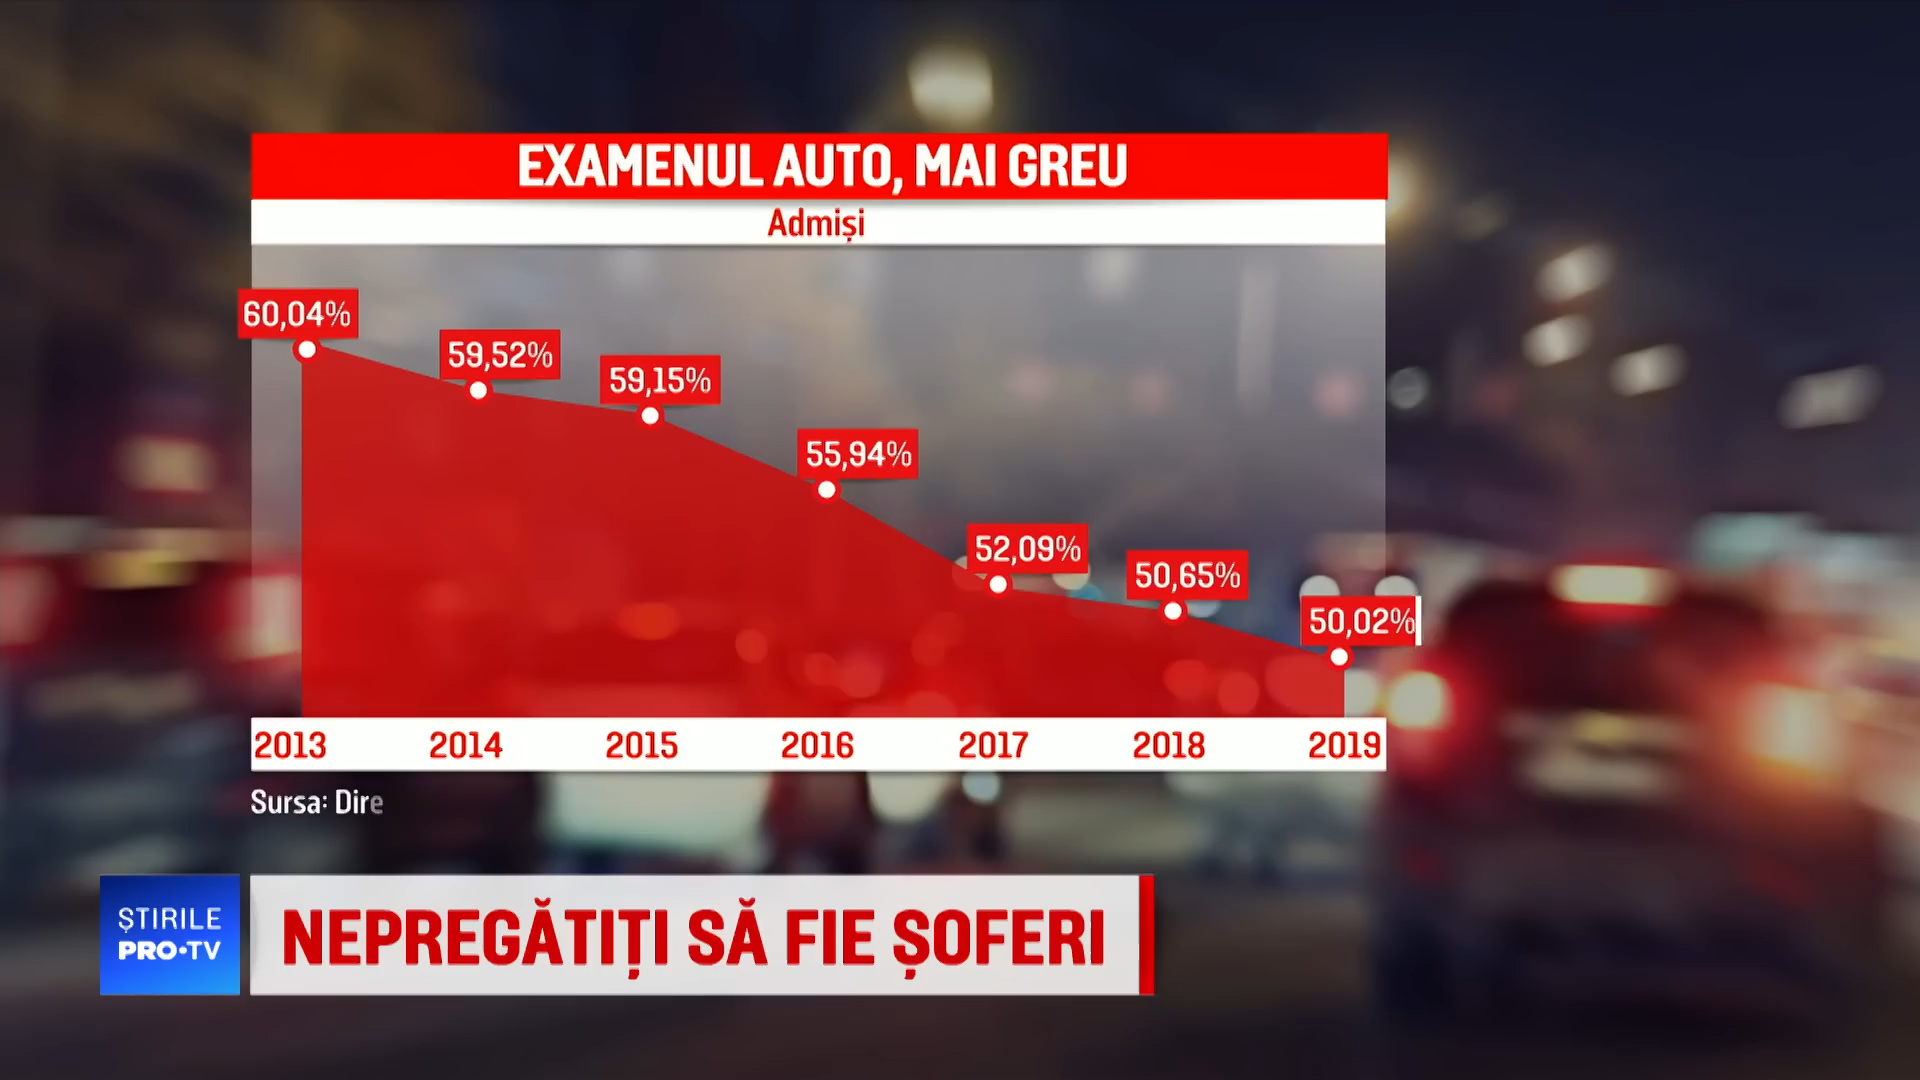 EXAMENUL AUTO, MAI GREU
Admiși
60,04%
59,52%
59,15%
55,94%
52,09%
50,65%
50,02%
2013 2014 2015 2016 2017 2018 2019
Sursa: Dire
ȘTIRILE
PRO•TV
NEPREGĂTIȚI SĂ FIE ȘOFERI